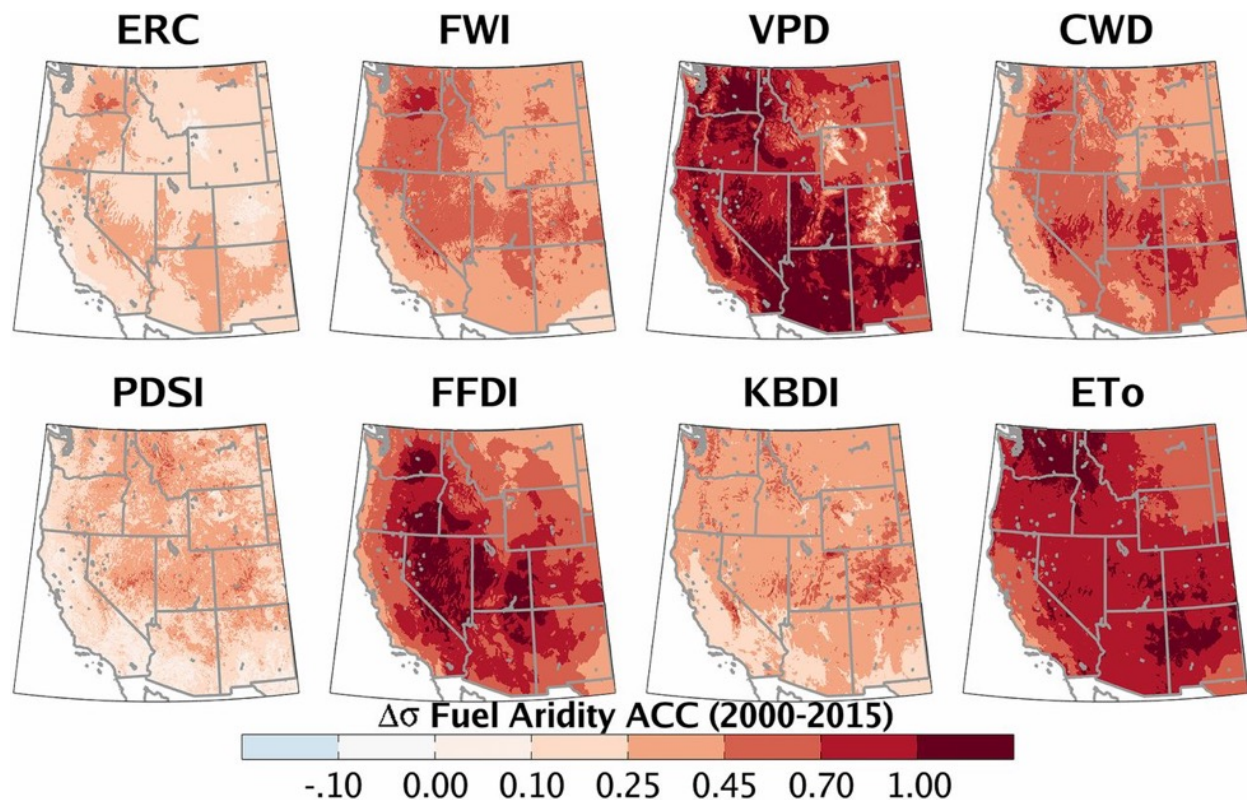 ERC FWI VPD CWD
PDSI FFDI KBDI ETo
Δσ Fuel Aridity ACC (2000-2015)
-.10 0.00 0.10 0.25 0.45 0.70 1.00